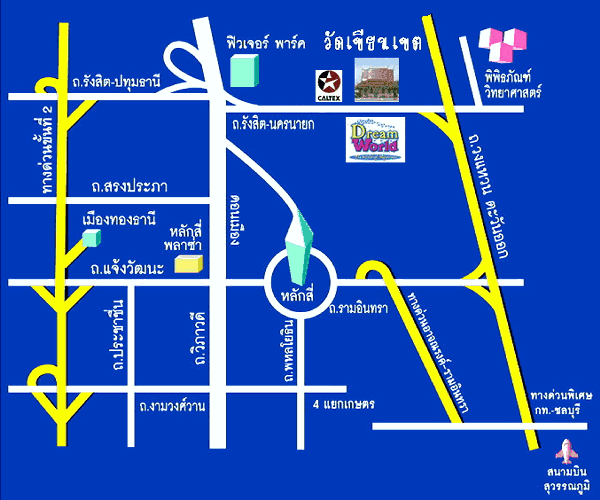 ฟิวเจอร์ พาร์ค
วัดเขียนเขต
ถ.รังสิต-ปทุมธานี
CALTEX
พิพิธภัณฑ์
วิทยาศาสตร์
ทางด่วนขั้นที่ 2
ถ.รังสิต-นครนายก
Dream
World
ถ.วงแหวน ตะวันออก
ถ.สรงประภา
ดอนเมือง
เมืองทองธานี
หลักสี่
พลาซ่า
ถ.แจ้งวัฒนะ
หลักสี่
ถ.รามอินทรา
ถ.ประชาชื่น
ถ.วิภาวดี
ถ.พหลโยธิน
ทางด่วนอาจณรงค์-รามอินทรา
ถ.งามวงศ์วาน
4 แยกเกษตร
ทางด่วนพิเศษ
กท.-ชลบุรี
สนามบิน
สุวรรณภูมิ